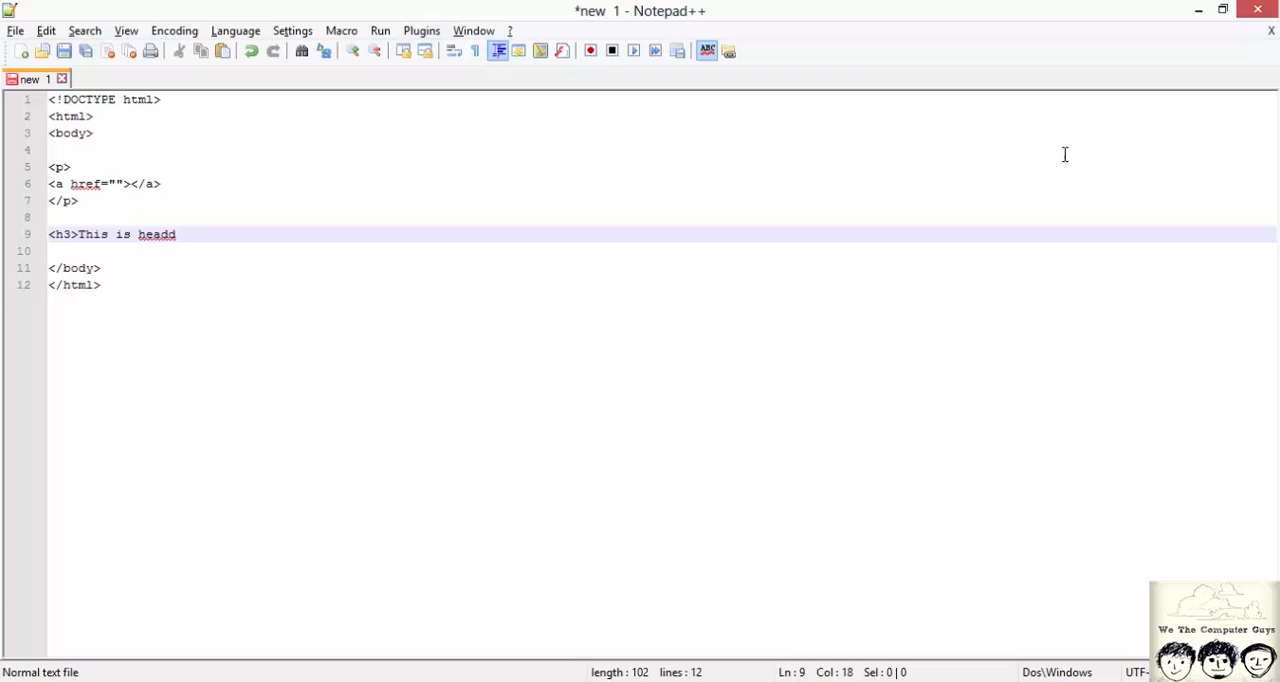 *new 1 - Notepad++
File Edit Search View Encoding Language Settings Macro Run Plugins Window ? X
ABC
new 1
1 <!DOCTYPE html>
2 <html>
3 <body>
4
5 <p>
6 <a href=""></a>
7 </p>
8
9 <h3>This is headd
10
11 </body>
12 </html>
We The Computer Guys
Normal text file length : 102 lines : 12 Ln : 9 Col : 18 Sel : 0 | 0 Dos\Windows UTF-